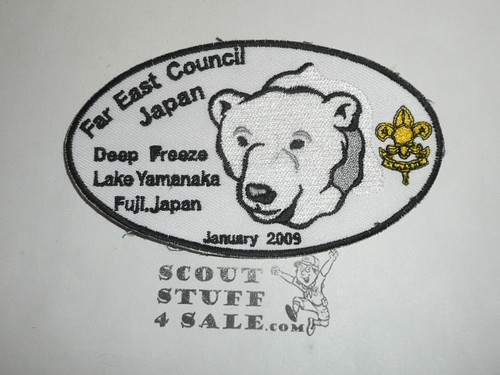 Far East Council
Japan
Deep Freeze
Lake Yamanaka
Fuji, Japan
January 2009
SCOUT
STUFF
4 SALE.COM